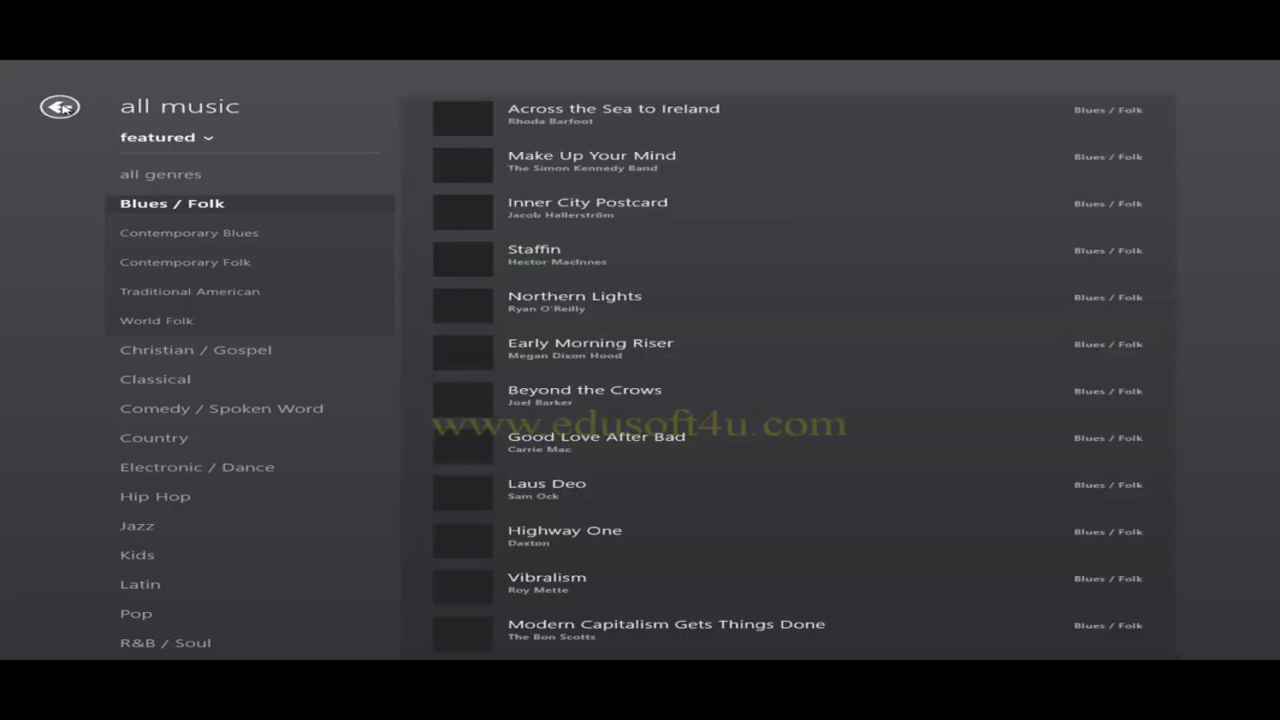 all music
featured
all genres
Blues / Folk
Contemporary Blues
Contemporary Folk
Traditional American
World Folk
Christian / Gospel
Classical
Comedy / Spoken Word
Country
Electronic / Dance
Hip Hop
Jazz
Kids
Latin
Pop
R&B / Soul
Across the Sea to Ireland
Rhoda Barfoot
Blues / Folk
Make Up Your Mind
The Simon Kennedy Band
Blues / Folk
Inner City Postcard
Jacob Hallerström
Blues / Folk
Staffin
Hector MacInnes
Blues / Folk
Northern Lights
Ryan O'Reilly
Blues / Folk
Early Morning Riser
Megan Dixon Hood
Blues / Folk
Beyond the Crows
Joel Barker
Blues / Folk
www.edusoft4u.com
Good Love After Bad
Carrie Mac
Blues / Folk
Laus Deo
Sam Ock
Blues / Folk
Highway One
Daxton
Blues / Folk
Vibralism
Roy Mette
Blues / Folk
Modern Capitalism Gets Things Done
The Bon Scotts
Blues / Folk